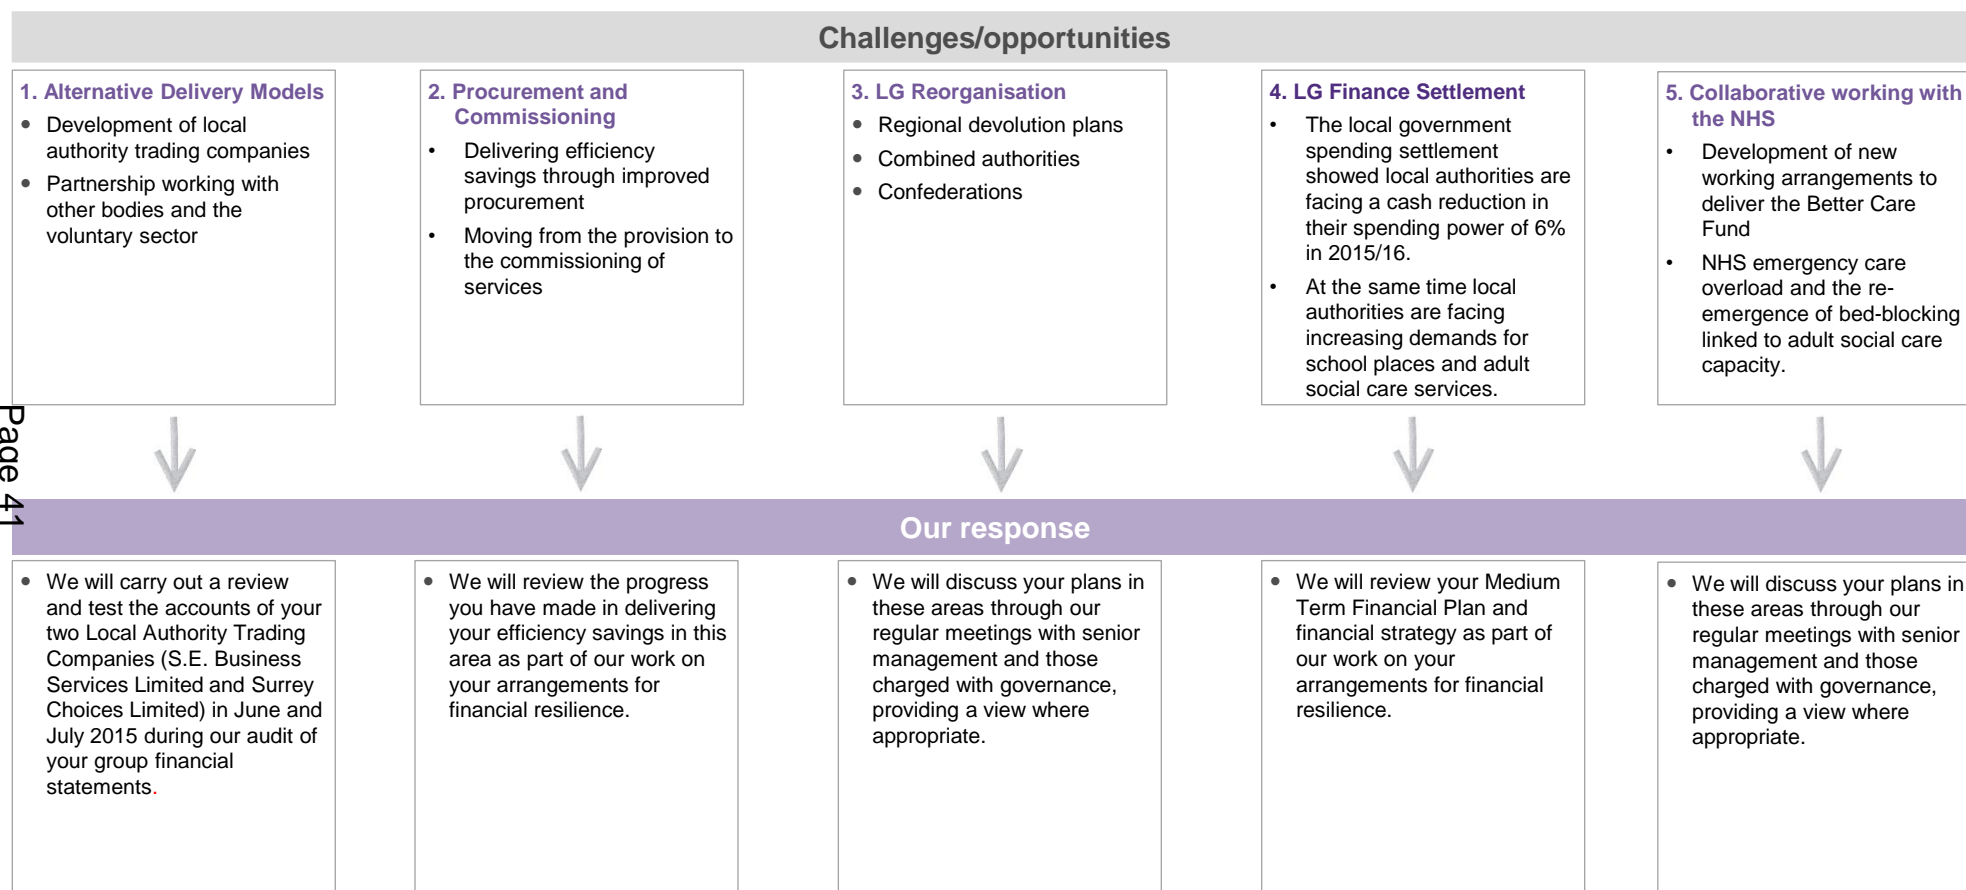 Challenges/opportunities
1. Alternative Delivery Models
• Development of local
authority trading companies
• Partnership working with
other bodies and the
voluntary sector
2. Procurement and
Commissioning
• Delivering efficiency
savings through improved
procurement
• Moving from the provision to
the commissioning of
services
3. LG Reorganisation
• Regional devolution plans
• Combined authorities
• Confederations
4. LG Finance Settlement
• The local government
spending settlement
showed local authorities are
facing a cash reduction in
their spending power of 6%
in 2015/16.
• At the same time local
authorities are facing
increasing demands for
school places and adult
social care services.
5. Collaborative working with
the NHS
• Development of new
working arrangements to
deliver the Better Care
Fund
• NHS emergency care
overload and the re-
emergence of bed-blocking
linked to adult social care
capacity.
Page 41
Our response
• We will carry out a review
and test the accounts of your
two Local Authority Trading
Companies (S.E. Business
Services Limited and Surrey
Choices Limited) in June and
July 2015 during our audit of
your group financial
statements.
• We will review the progress
you have made in delivering
your efficiency savings in this
area as part of our work on
your arrangements for
financial resilience.
• We will discuss your plans in
these areas through our
regular meetings with senior
management and those
charged with governance,
providing a view where
appropriate.
• We will review your Medium
Term Financial Plan and
financial strategy as part of
our work on your
arrangements for financial
resilience.
• We will discuss your plans in
these areas through our
regular meetings with senior
management and those
charged with governance,
providing a view where
appropriate.